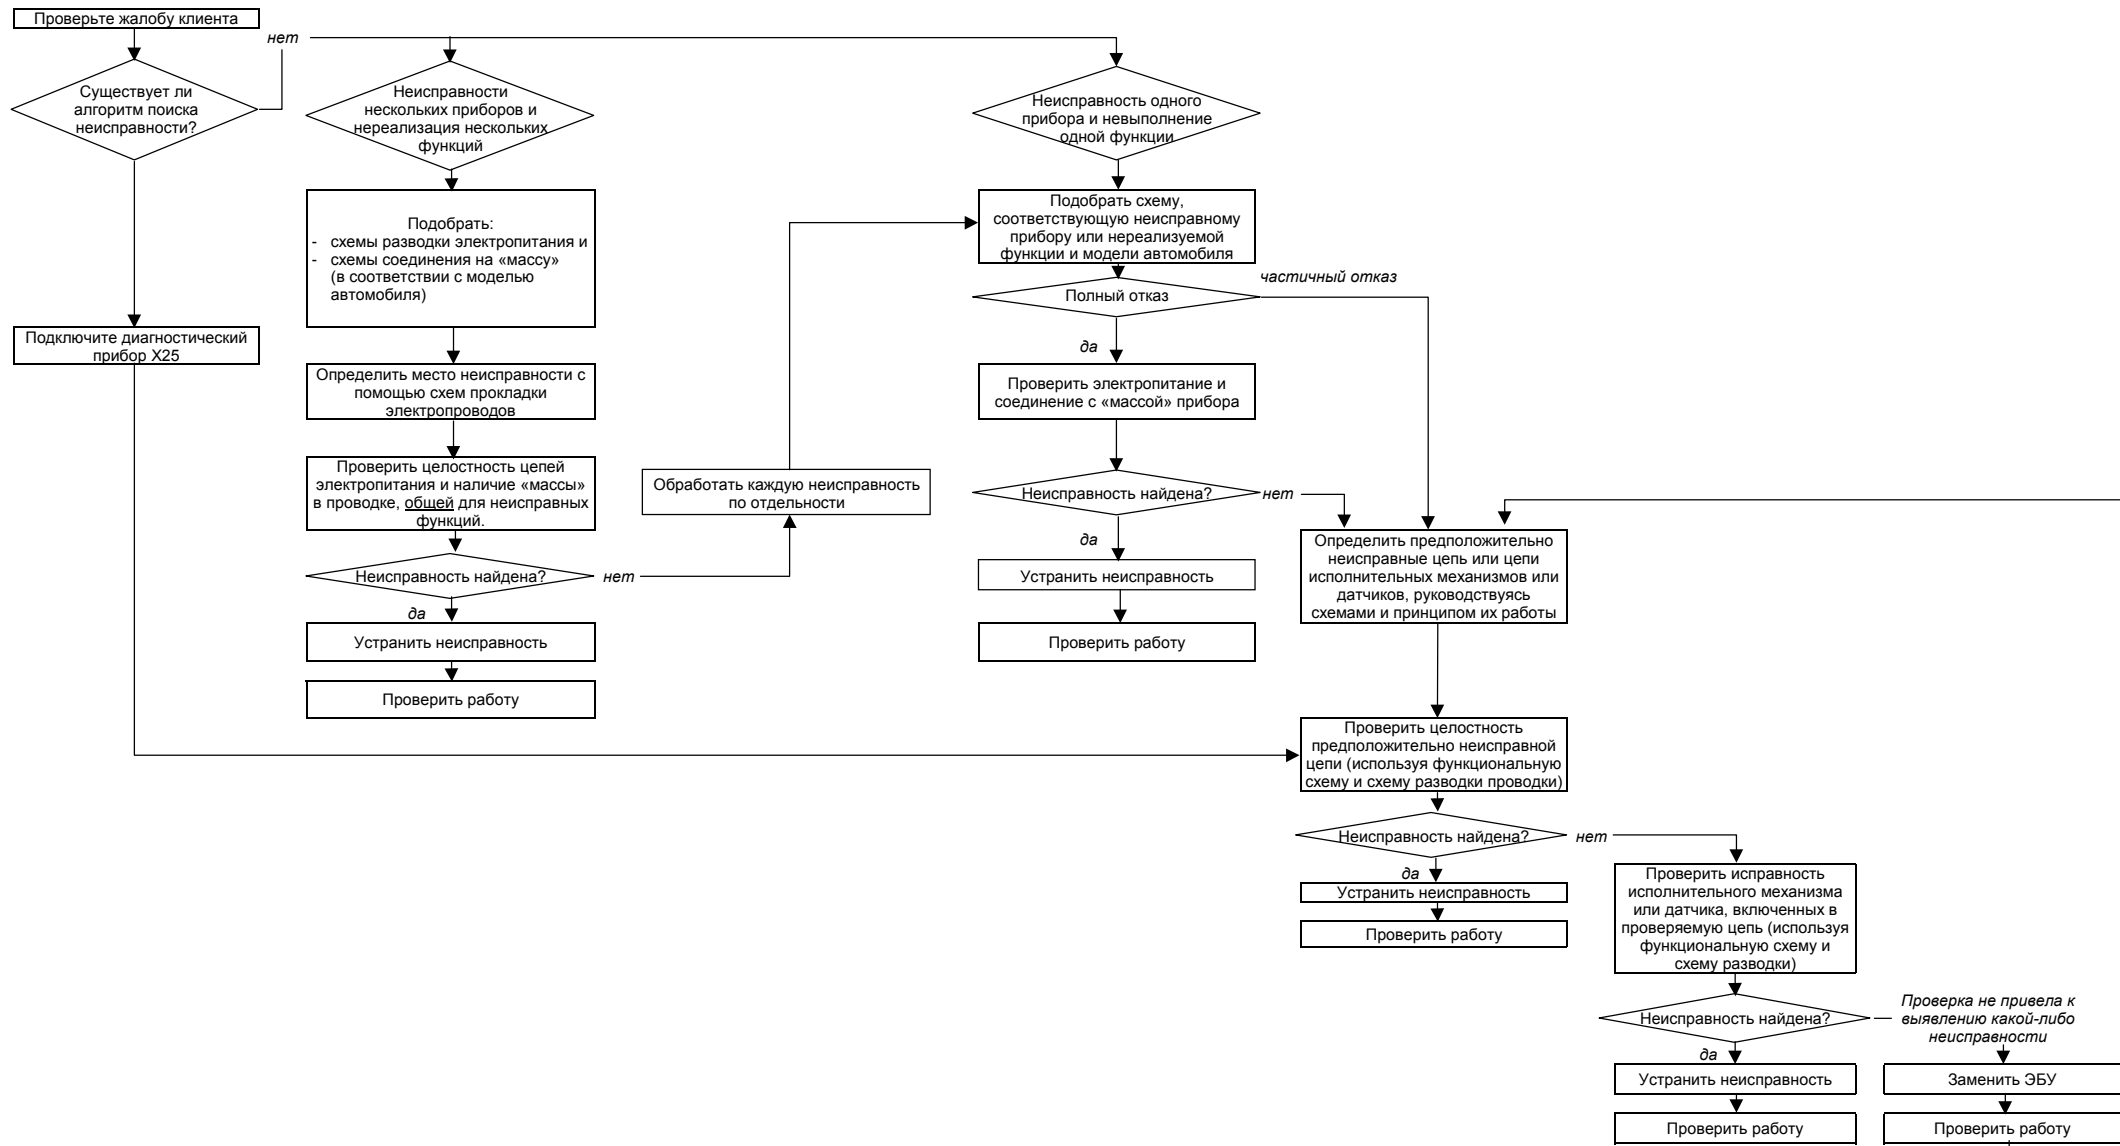 Проверьте жалобу клиента
нет
Существует ли
алгоритм поиска
неисправности?
Неисправности
нескольких приборов и
нереализация нескольких
функций
Неисправность одного
прибора и невыполнение
одной функции
Подобрать:
- схемы разводки электропитания и
- схемы соединения на «массу»
(в соответствии с моделью
автомобиля)
Подобрать схему,
соответствующую неисправному
прибору или нереализуемой
функции и модели автомобиля
частичный отказ
Полный отказ
Подключите диагностический
прибор X25
да
Определить место неисправности с
помощью схем прокладки
электропроводов
Проверить электропитание и
соединение с «массой» прибора
Проверить целостность цепей
электропитания и наличие «массы»
в проводке, общей для неисправных
функций.
Обработать каждую неисправность
по отдельности
Неисправность найдена?
нет
да
Определить предположительно
неисправные цепь или цепи
исполнительных механизмов или
датчиков, руководствуясь
схемами и принципом их работы
Неисправность найдена?
нет
Устранить неисправность
да
Устранить неисправность
Проверить работу
Проверить работу
Проверить целостность
предположительно неисправной
цепи (используя функциональную
схему и схему разводки проводки)
Неисправность найдена?
нет
да
Устранить неисправность
Проверить работу
Проверить исправность
исполнительного механизма
или датчика, включенных в
проверяемую цепь (используя
функциональную схему и
схему разводки)
Неисправность найдена?
Проверка не привела к
выявлению какой-либо
неисправности
да
Устранить неисправность
Заменить ЭБУ
Проверить работу
Проверить работу